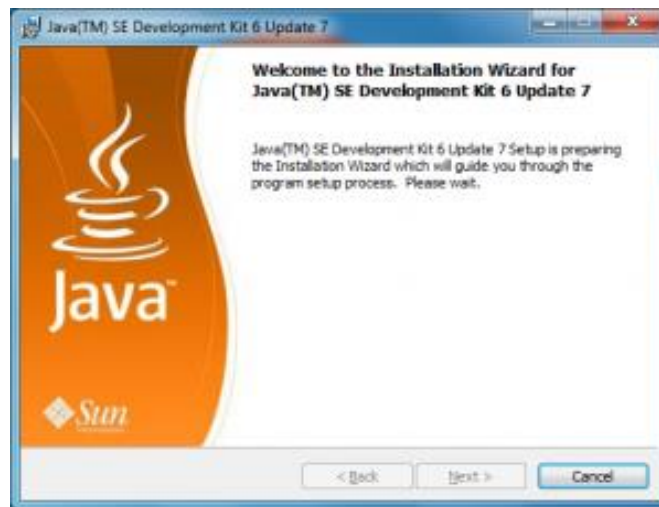 Java(TM) SE Development Kit 6 Update 7
Welcome to the Installation Wizard for
Java(TM) SE Development Kit 6 Update 7
Java(TM) SE Development Kit 6 Update 7 Setup is preparing
the Installation Wizard which will guide you through the
program setup process. Please wait.
Java™
Sun
< Back
Next >
Cancel